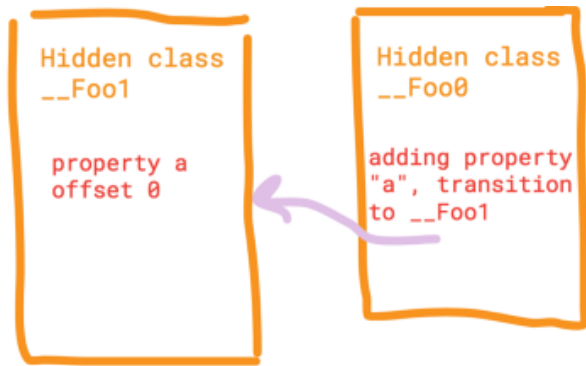 Hidden class
__Foo1
property a
offset 0
Hidden class
__Foo0
adding property
"a", transition
to __Foo1